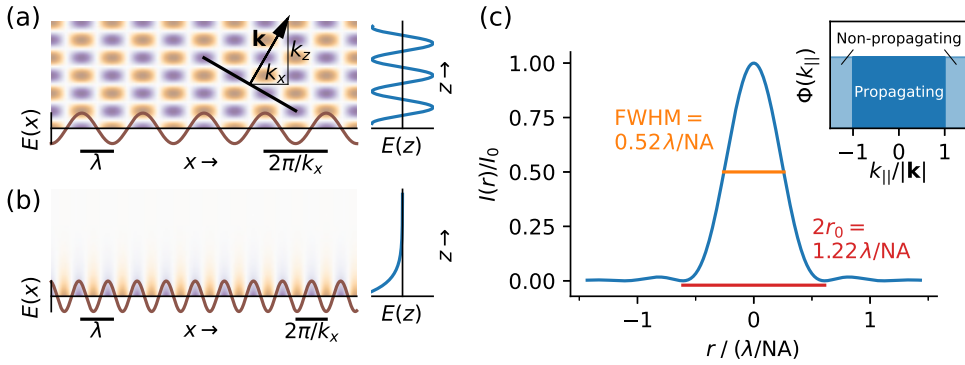 (a)
k
k_z
k_x
E(x)
λ
x→
2π/k_x
E(z)
z→
(b)
E(x)
λ
x→
2π/k_x
E(z)
z→
(c)
I(r)/I_0
1.00
0.75
0.50
0.25
0.00
FWHM =
0.52λ/NA
2r_0 =
1.22λ/NA
−1
0
1
r / (λ/NA)
Non-propagating
Propagating
Φ(k_||)
−1
0
1
k_||/|k|